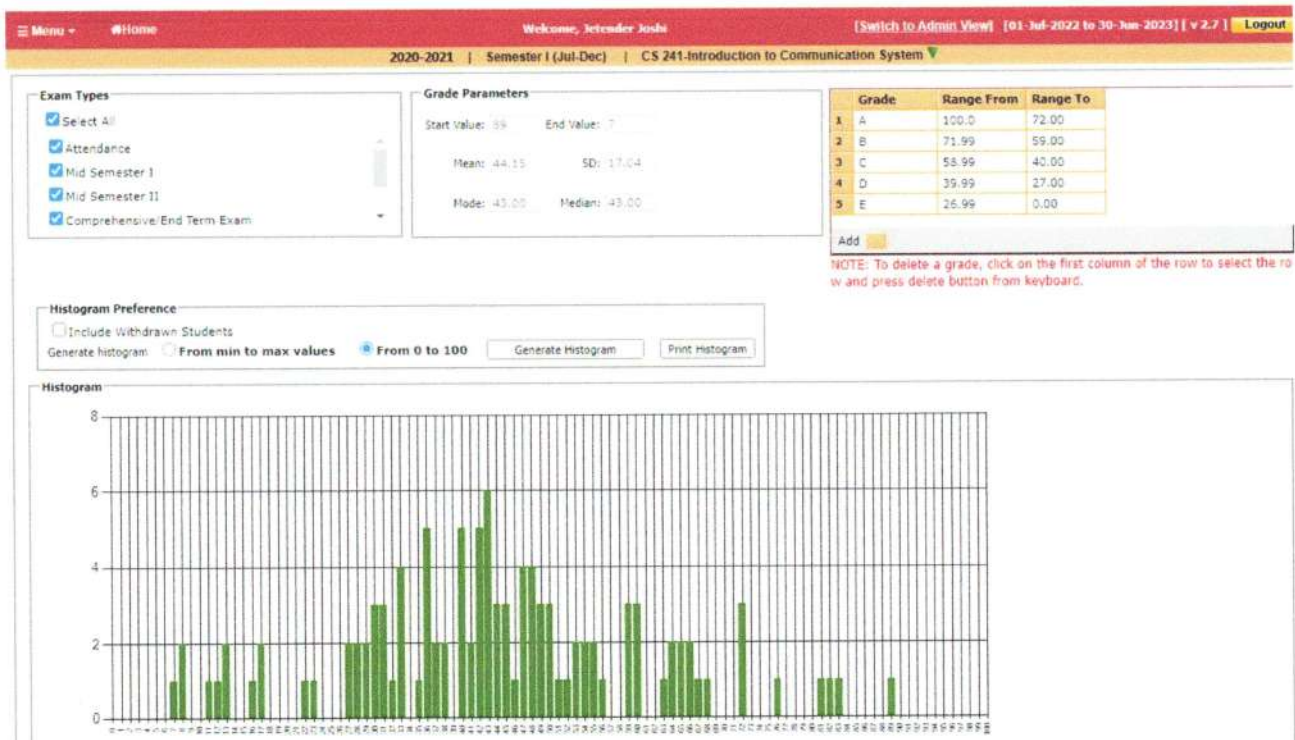 ☰ Menu ▾ Home Welcome, Jetender Joshi [Switch to Admin View] [01-Jul-2022 to 30-Jun-2023] [ v 2.7 ] Logout
2020-2021 | Semester I (Jul-Dec) | CS 241-Introduction to Communication System
Exam Types
Select All
Attendance
Mid Semester I
Mid Semester II
Comprehensive/End Term Exam
Grade Parameters
Start Value: 89 End Value: 7
Mean: 44.15 SD: 17.04
Mode: 43.00 Median: 43.00
Grade Range From Range To
1 A 100.0 72.00
2 B 71.99 59.00
3 C 58.99 40.00
4 D 39.99 27.00
5 E 26.99 0.00
Add
NOTE: To delete a grade, click on the first column of the row to select the ro
w and press delete button from keyboard.
Histogram Preference
Include Withdrawn Students
Generate histogram From min to max values From 0 to 100 Generate Histogram Print Histogram
Histogram
8
6
4
2
0